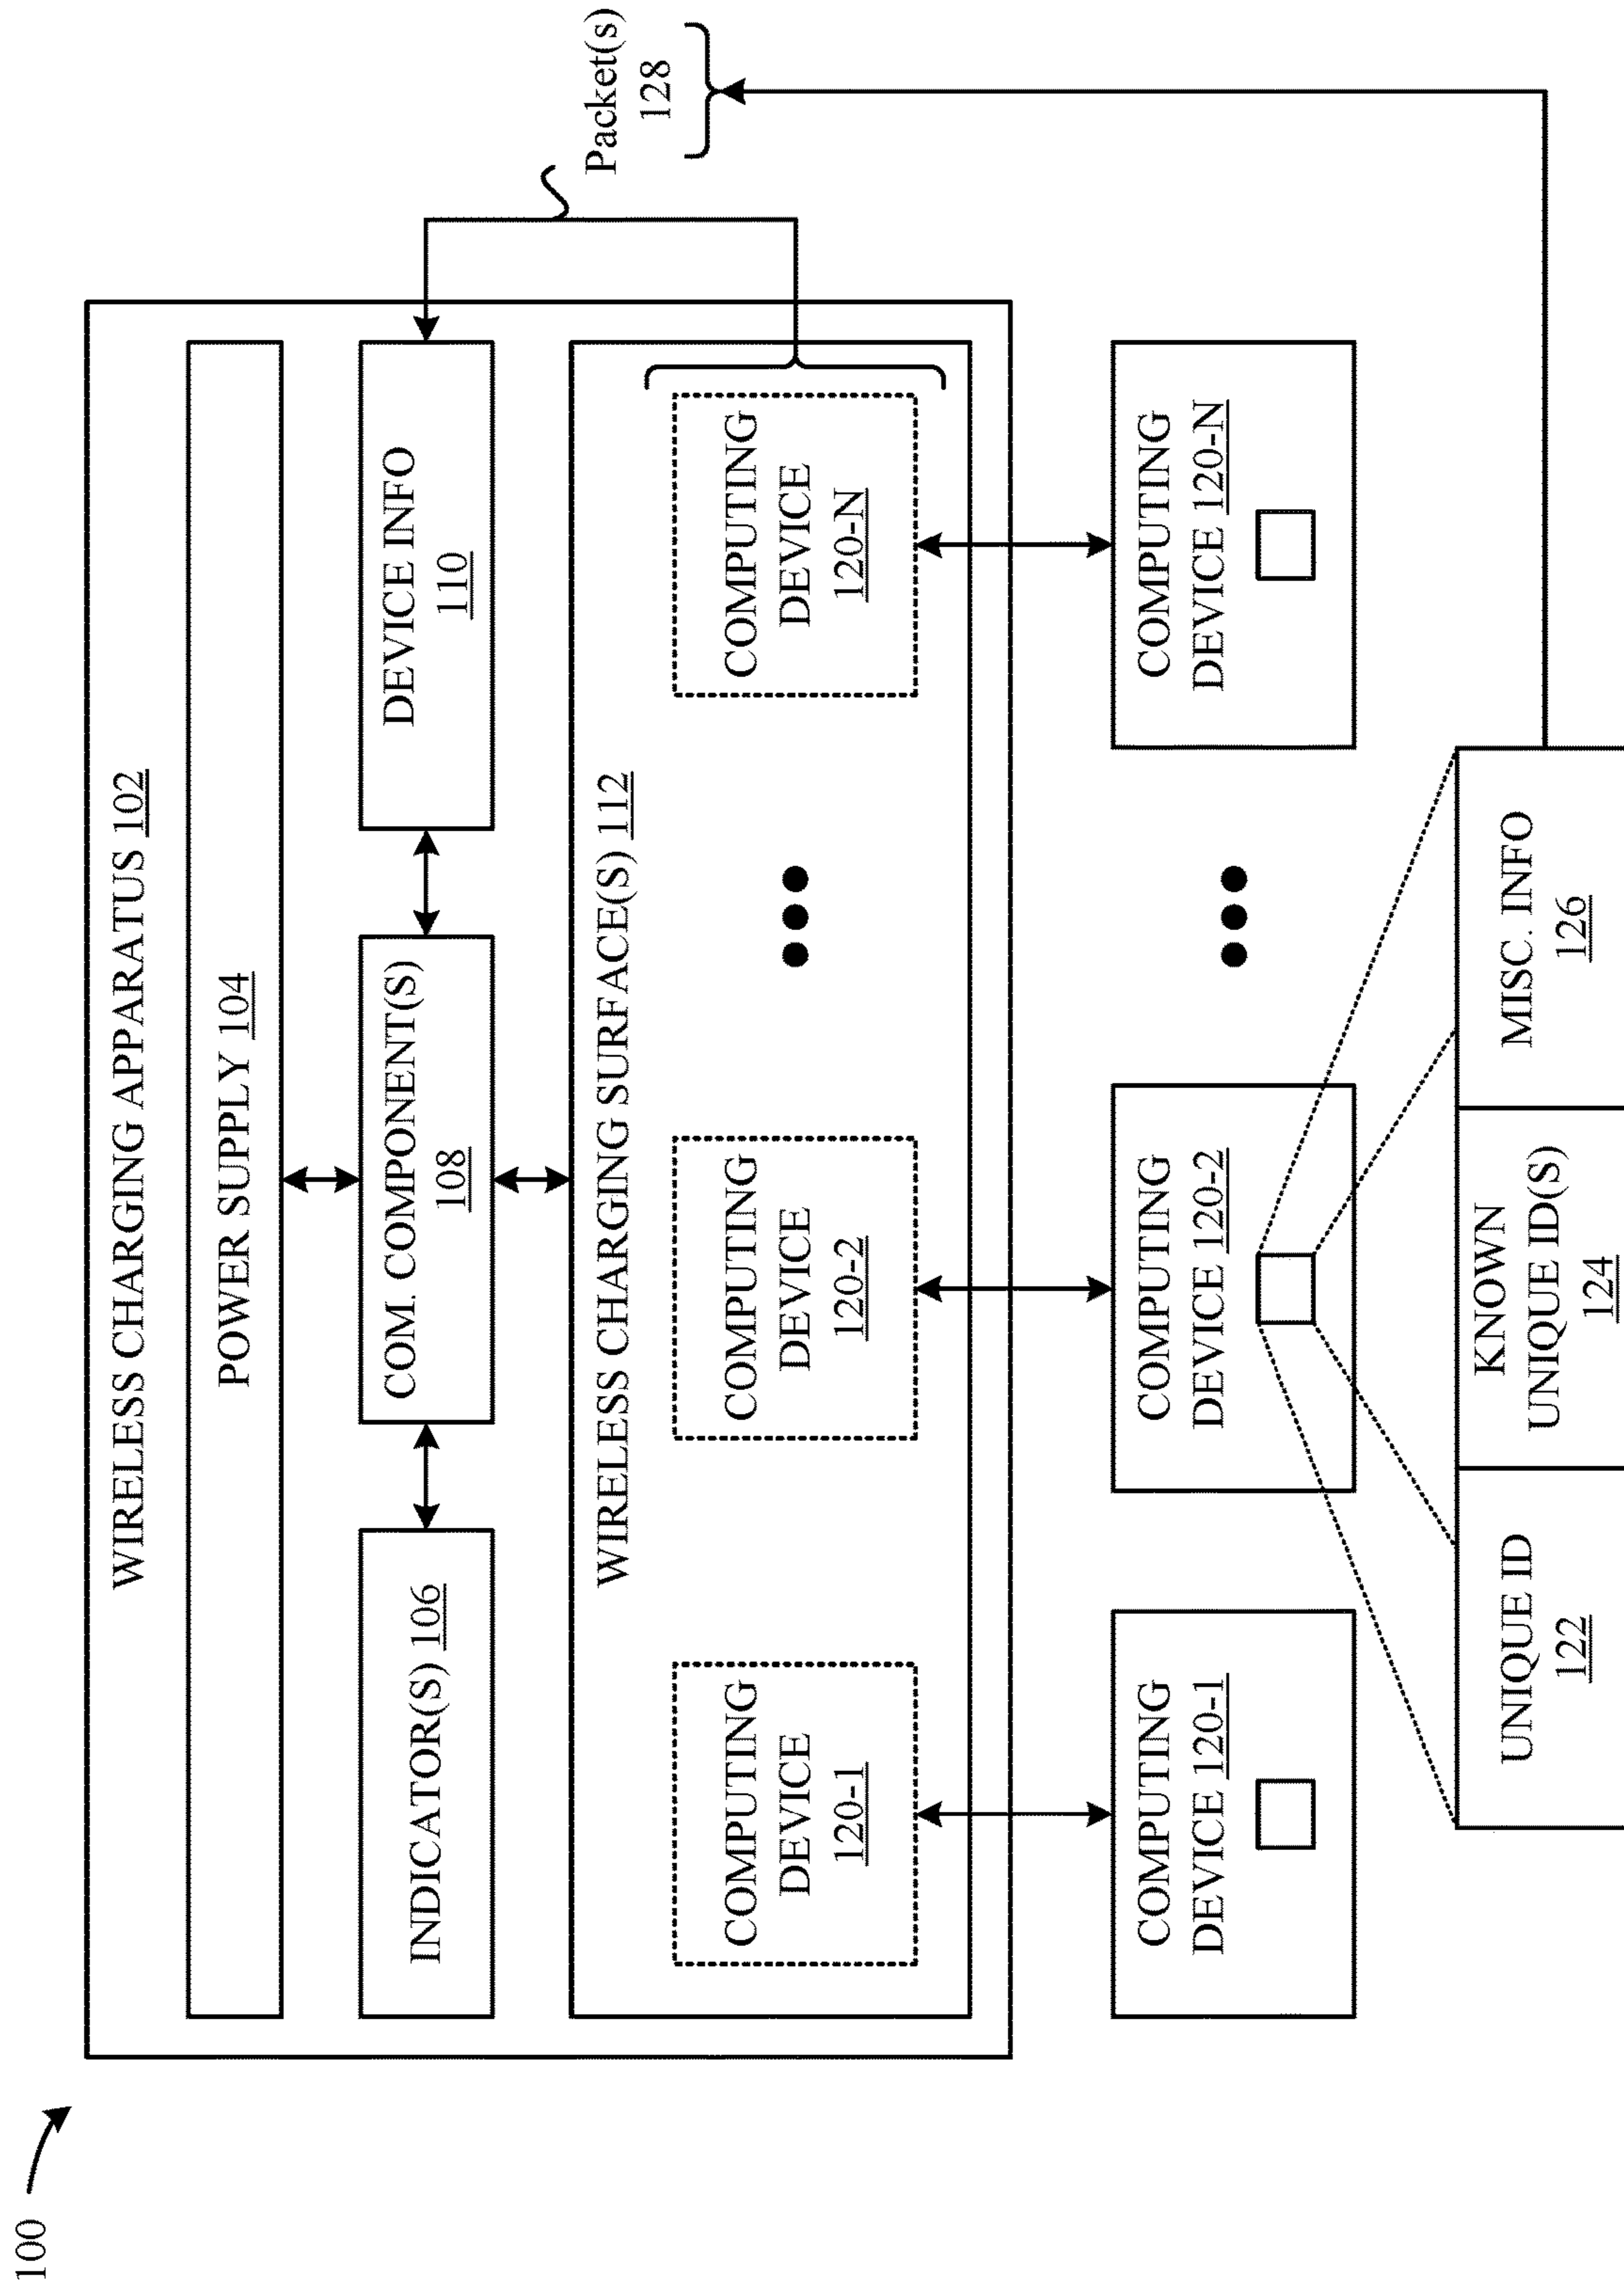 100
WIRELESS CHARGING APPARATUS 102
POWER SUPPLY 104
INDICATOR(S) 106
COM. COMPONENT(S)
108
DEVICE INFO
110
WIRELESS CHARGING SURFACE(S) 112
COMPUTING
DEVICE
120-1
COMPUTING
DEVICE
120-2
COMPUTING
DEVICE
120-N
Packet(s)
128
COMPUTING
DEVICE 120-1
COMPUTING
DEVICE 120-2
COMPUTING
DEVICE 120-N
UNIQUE ID
122
KNOWN
UNIQUE ID(S)
124
MISC. INFO
126